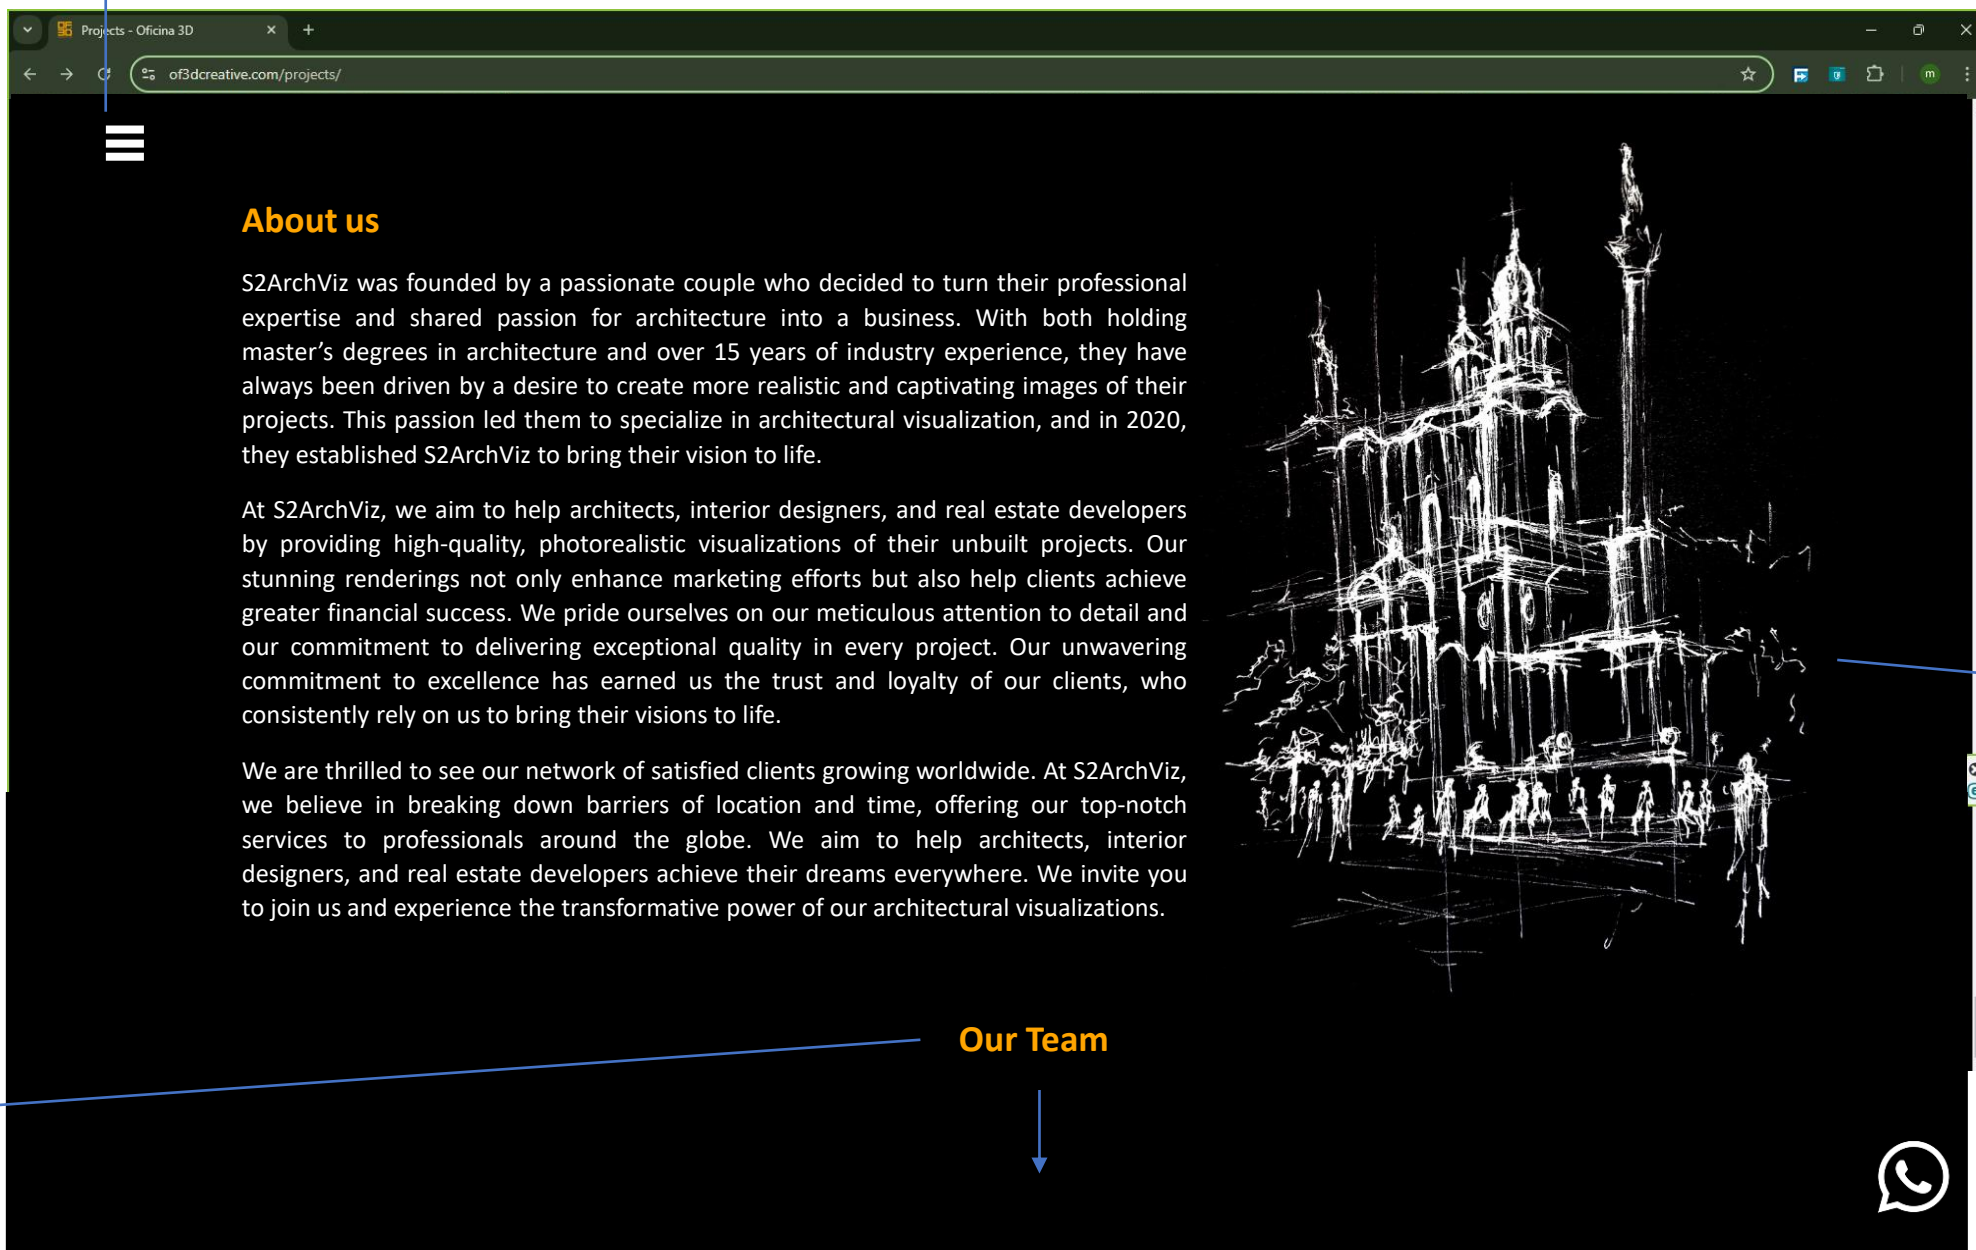 Projects - Oficina 3D
of3dcreative.com/projects/
m
About us
S2ArchViz was founded by a passionate couple who decided to turn their professional
expertise and shared passion for architecture into a business. With both holding
master’s degrees in architecture and over 15 years of industry experience, they have
always been driven by a desire to create more realistic and captivating images of their
projects. This passion led them to specialize in architectural visualization, and in 2020,
they established S2ArchViz to bring their vision to life.
At S2ArchViz, we aim to help architects, interior designers, and real estate developers
by providing high-quality, photorealistic visualizations of their unbuilt projects. Our
stunning renderings not only enhance marketing efforts but also help clients achieve
greater financial success. We pride ourselves on our meticulous attention to detail and
our commitment to delivering exceptional quality in every project. Our unwavering
commitment to excellence has earned us the trust and loyalty of our clients, who
consistently rely on us to bring their visions to life.
We are thrilled to see our network of satisfied clients growing worldwide. At S2ArchViz,
we believe in breaking down barriers of location and time, offering our top-notch
services to professionals around the globe. We aim to help architects, interior
designers, and real estate developers achieve their dreams everywhere. We invite you
to join us and experience the transformative power of our architectural visualizations.
Our Team